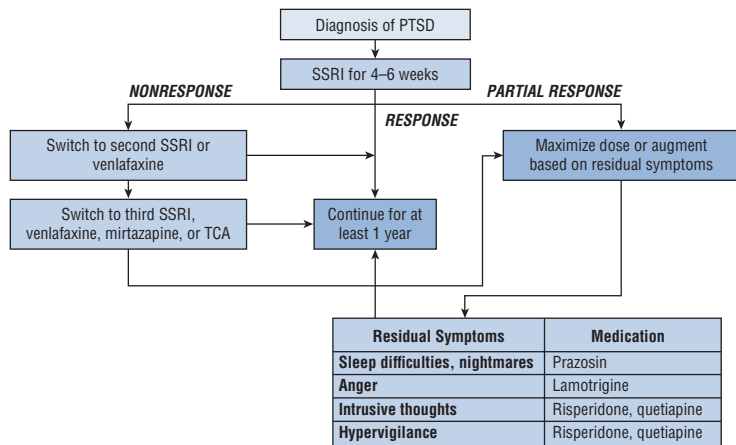 Diagnosis of PTSD
SSRI for 4–6 weeks
NONRESPONSE
PARTIAL RESPONSE
RESPONSE
Switch to second SSRI or
venlafaxine
Maximize dose or augment
based on residual symptoms
Switch to third SSRI,
venlafaxine, mirtazapine, or TCA
Continue for at
least 1 year
Residual Symptoms Medication
Sleep difficulties, nightmares Prazosin
Anger Lamotrigine
Intrusive thoughts Risperidone, quetiapine
Hypervigilance Risperidone, quetiapine